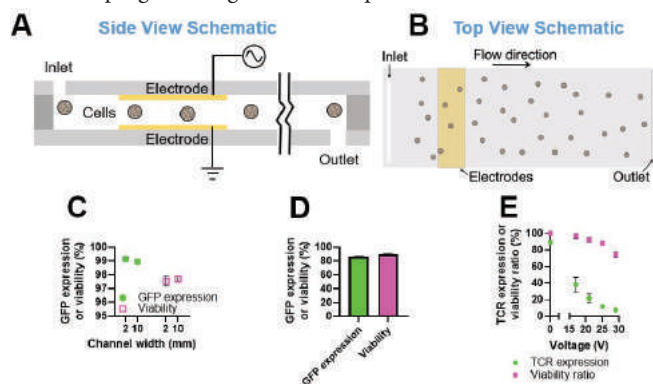 A
Side View Schematic
Inlet
Electrode
Cells
Electrode
Outlet
B
Top View Schematic
Inlet
Flow direction
Electrodes
Outlet
C
GFP expression
or viability (%)
100
99
98
97
96
95
GFP expression
Viability
2 10 2 10
Channel width (mm)
D
GFP expression
or viability (%)
100
80
60
40
20
0
GFP expression
Viability
E
TCR expression or
viability ratio (%)
100
80
60
40
20
0
0 15 20 25 30
Voltage (V)
TCR expression
Viability ratio